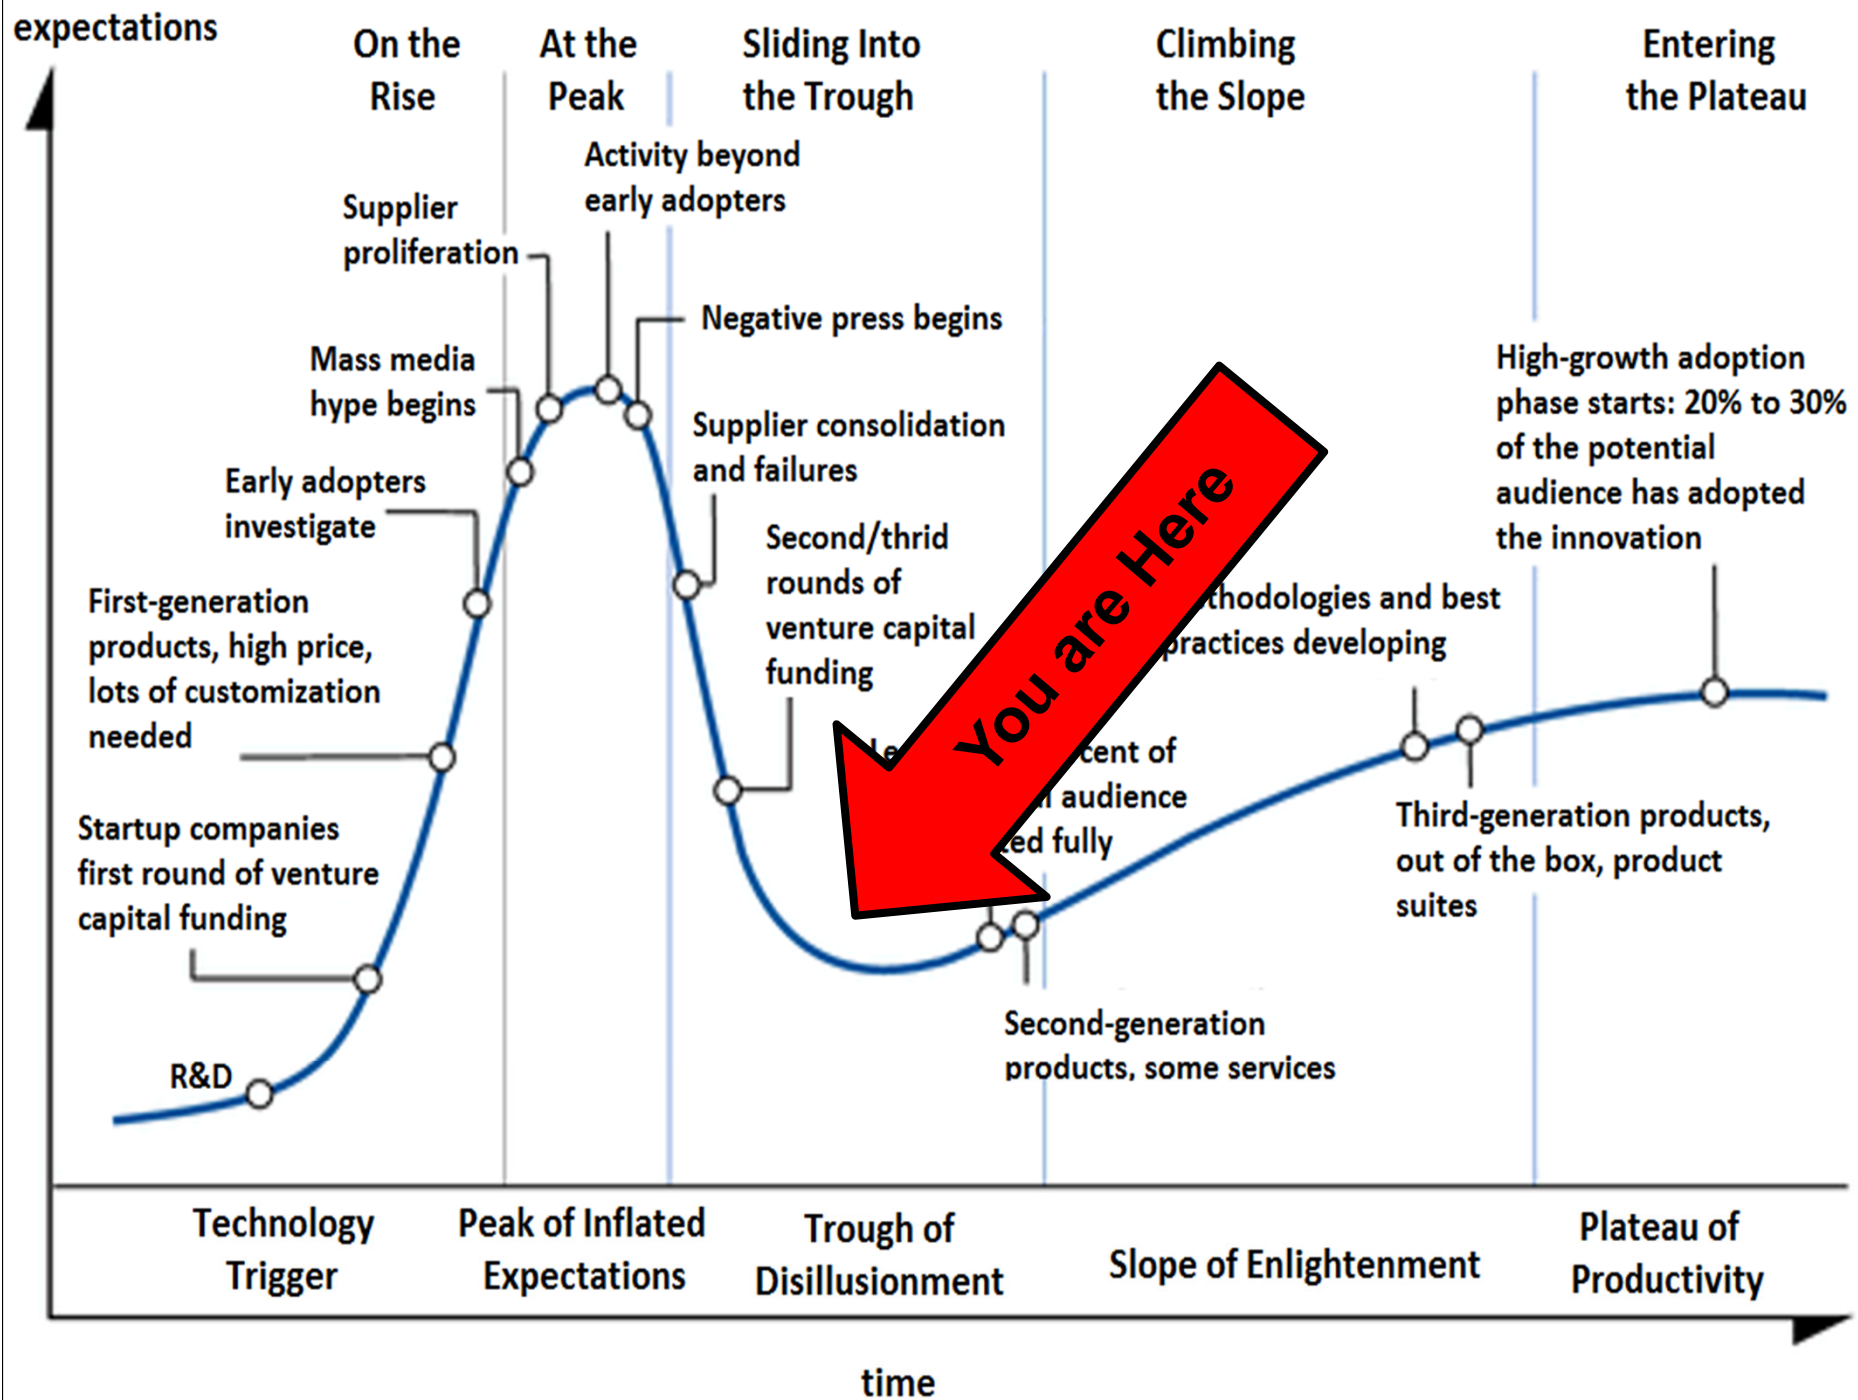 expectations
On the
Rise
At the
Peak
Sliding Into
the Trough
Climbing
the Slope
Entering
the Plateau
Activity beyond
early adopters
Supplier
proliferation
Negative press begins
Mass media
hype begins
High-growth adoption
phase starts: 20% to 30%
of the potential
audience has adopted
the innovation
Supplier consolidation
and failures
Early adopters
investigate
Second/thrid
rounds of
venture capital
funding
You are Here
First-generation
products, high price,
lots of customization
needed
and best
practices developing
of
audience
fully
Startup companies
first round of venture
capital funding
Third-generation products,
out of the box, product
suites
R&D
Second-generation
products, some services
Technology
Trigger
Peak of Inflated
Expectations
Trough of
Disillusionment
Slope of Enlightenment
Plateau of
Productivity
time